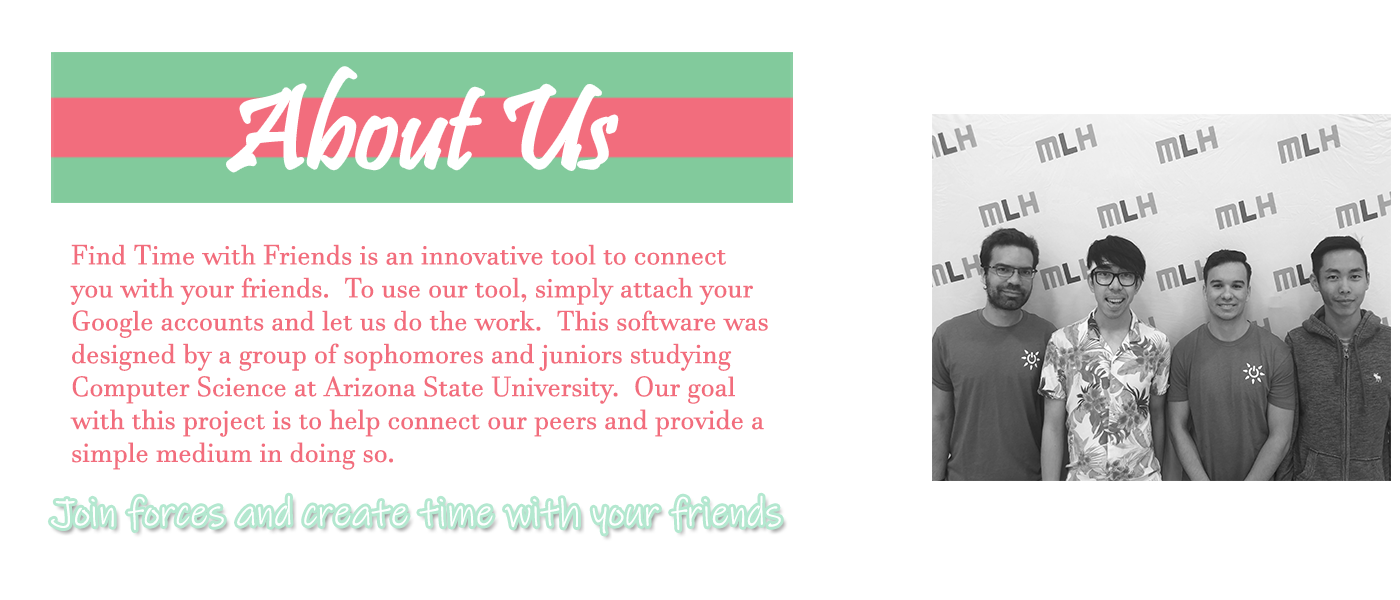 About Us
Find Time with Friends is an innovative tool to connect
you with your friends.  To use our tool, simply attach your
Google accounts and let us do the work.  This software was
designed by a group of sophomores and juniors studying
Computer Science at Arizona State University.  Our goal
with this project is to help connect our peers and provide a
simple medium in doing so.
Join forces and create time with your friends
MLH MLH MLH MLH
MLH MLH MLH MLH
MLH MLH MLH MLH